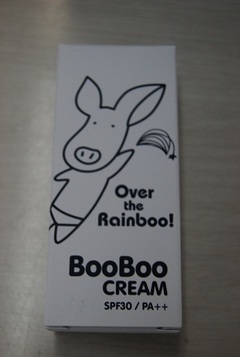 Over
the
Rainboo!
BooBoo
CREAM
SPF30 / PA++